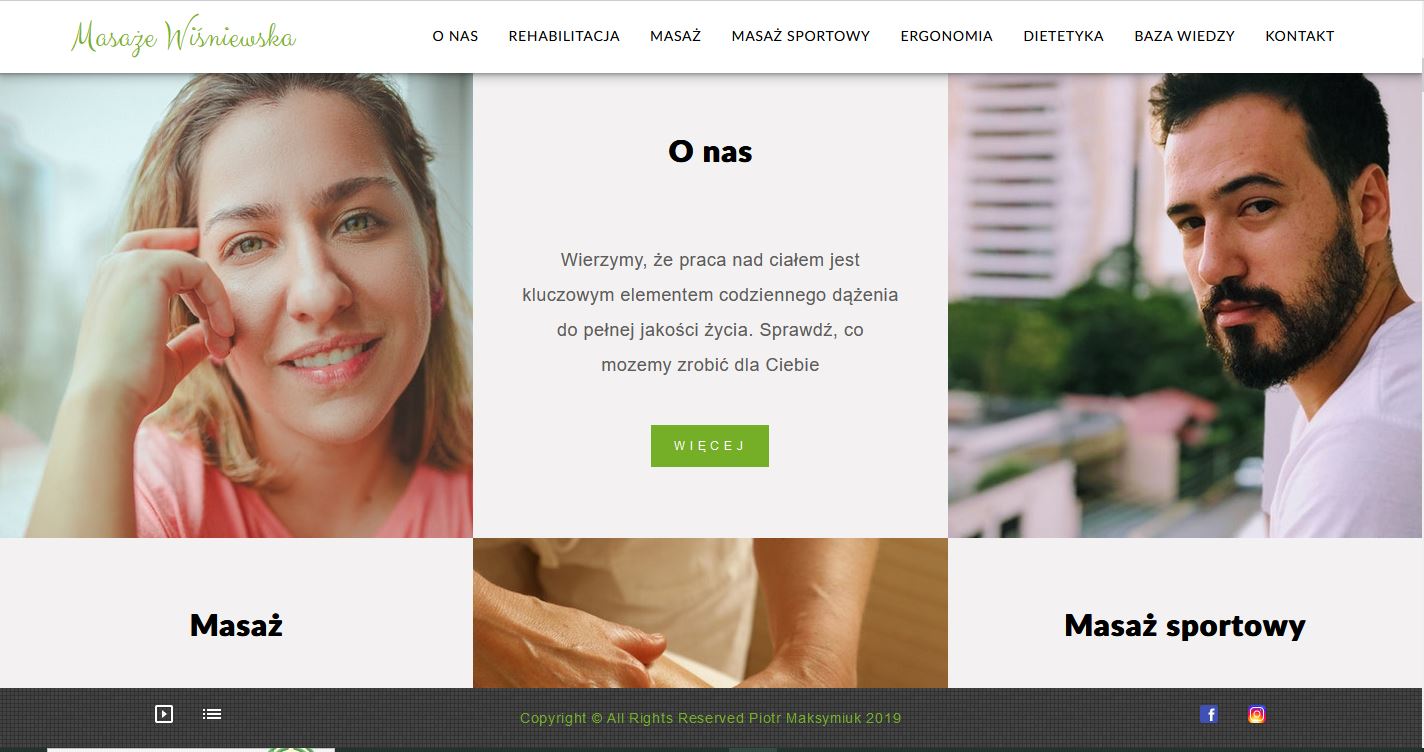 Masaże Wiśniewska
O NAS REHABILITACJA MASAŻ MASAŻ SPORTOWY ERGONOMIA DIETETYKA BAZA WIEDZY KONTAKT
O nas
Wierzymy, że praca nad ciałem jest
kluczowym elementem codziennego dążenia
do pełnej jakości życia. Sprawdź, co
mozemy zrobić dla Ciebie
WIĘCEJ
Masaż
Masaż sportowy
Copyright © All Rights Reserved Piotr Maksymiuk 2019